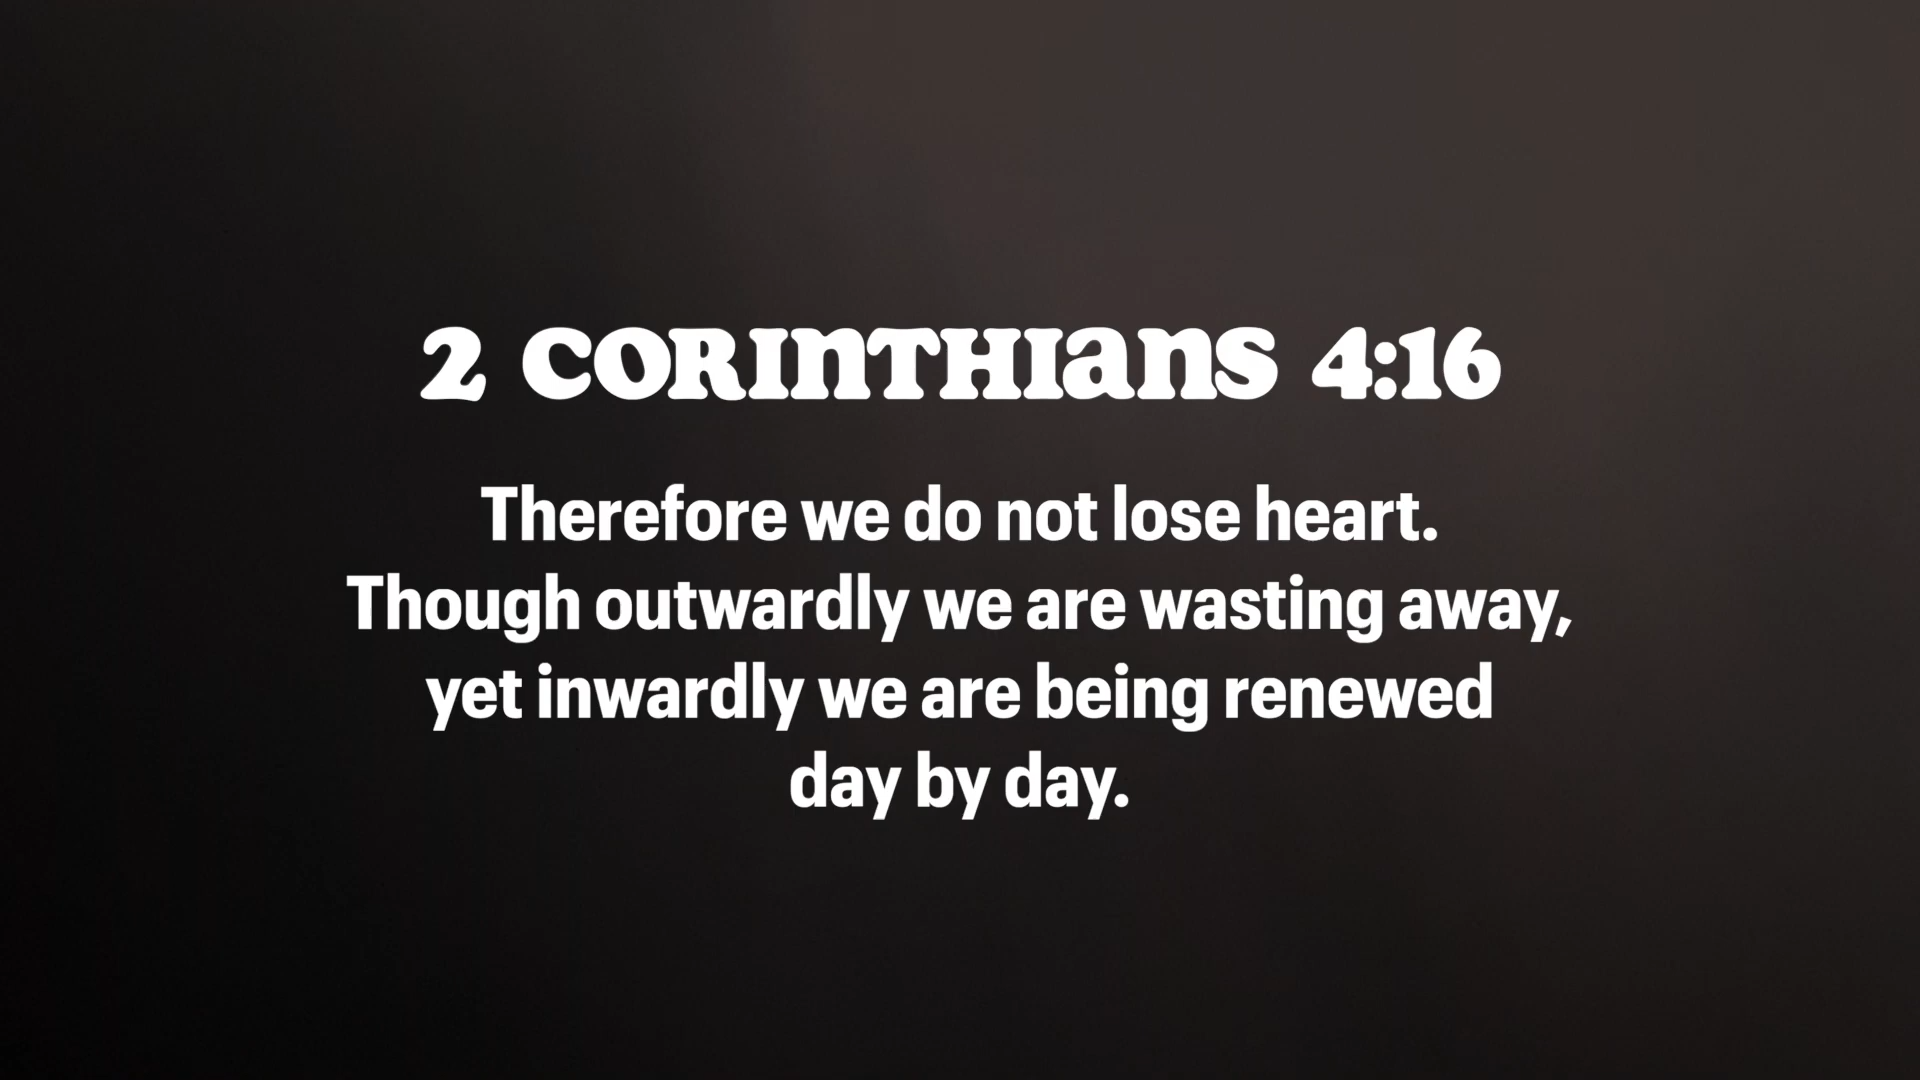 2 CORINTHIANS 4:16
Therefore we do not lose heart.
Though outwardly we are wasting away,
yet inwardly we are being renewed
day by day.